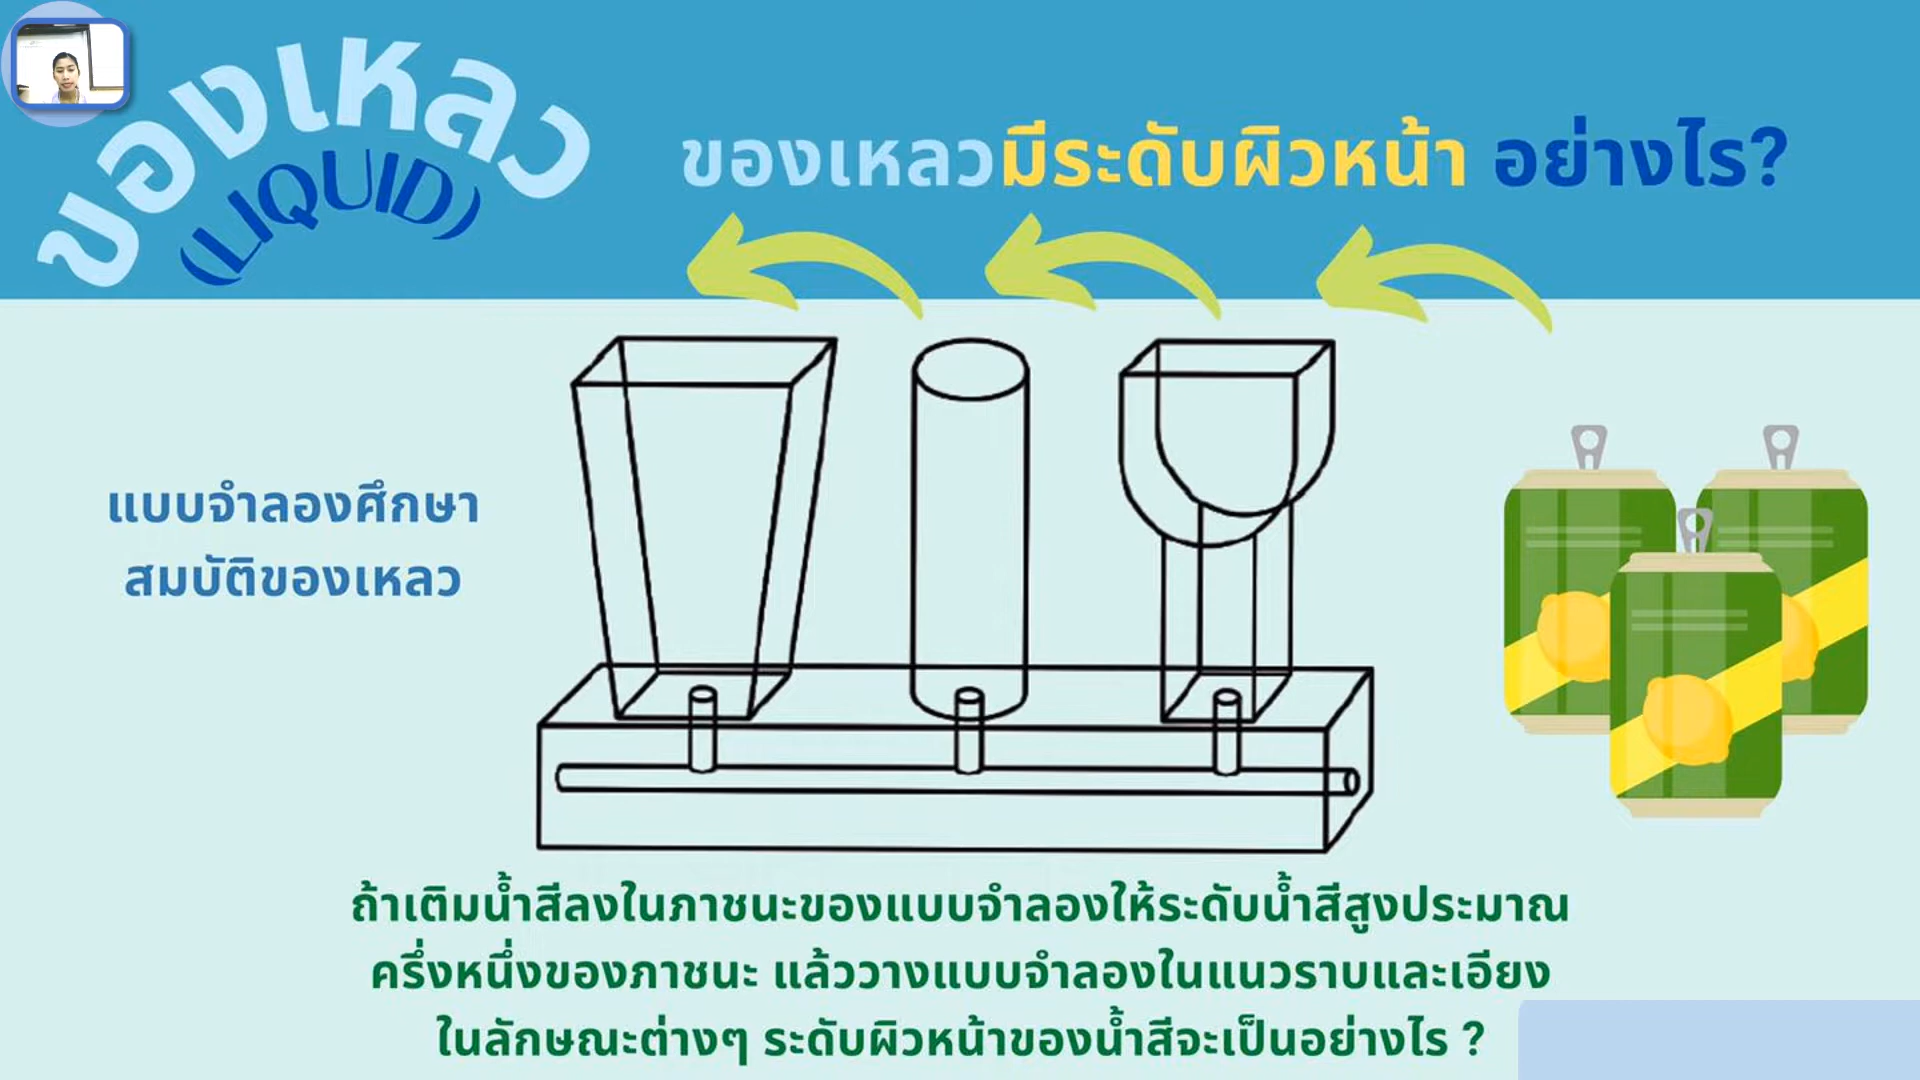 ของเหลว
(LIQUID)
ของเหลวมีระดับผิวหน้า อย่างไร?
แบบจำลองศึกษา
สมบัติของเหลว
ถ้าเติมน้ำสีลงในภาชนะของแบบจำลองให้ระดับน้ำสีสูงประมาณ
ครึ่งหนึ่งของภาชนะ แล้ววางแบบจำลองในแนวราบและเอียง
ในลักษณะต่างๆ ระดับผิวหน้าของน้ำสีจะเป็นอย่างไร ?